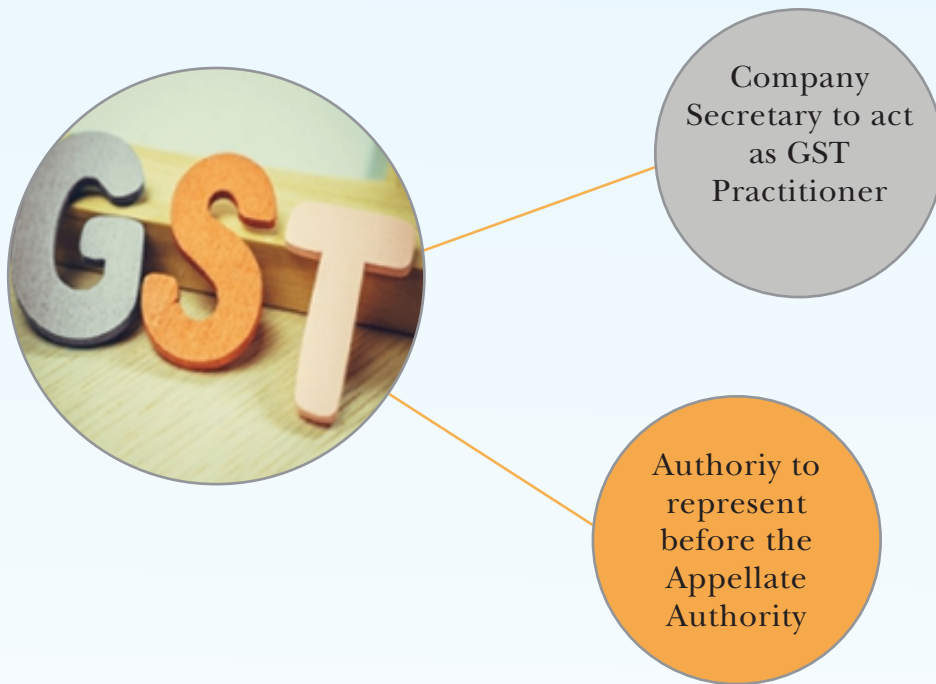 GST
Company
Secretary to act
as GST
Practitioner
Authoriy to
represent
before the
Appellate
Authority